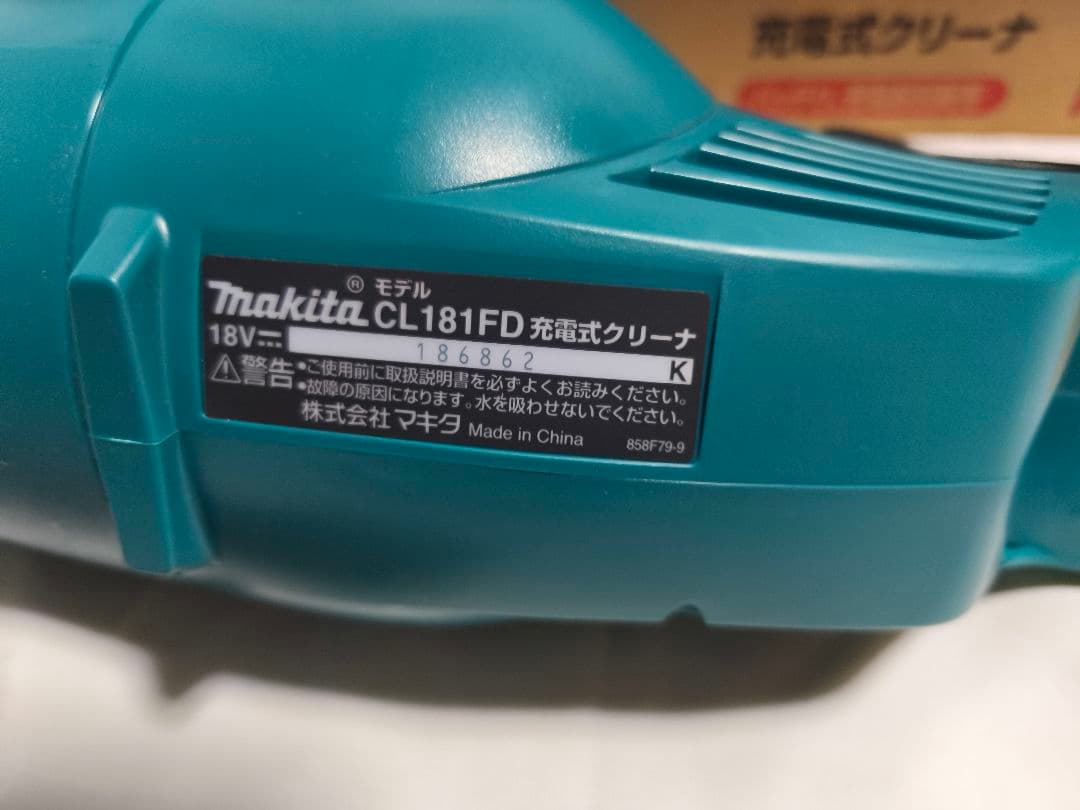 充電式クリーナ
makita® モデル CL181FD 充電式クリーナ
18V⎓ 186862 K
⚠警告 •ご使用前に取扱説明書を必ずよくお読みください。
•故障の原因になります。水を吸わせないでください。
株式会社 マキタ Made in China 858F79-9